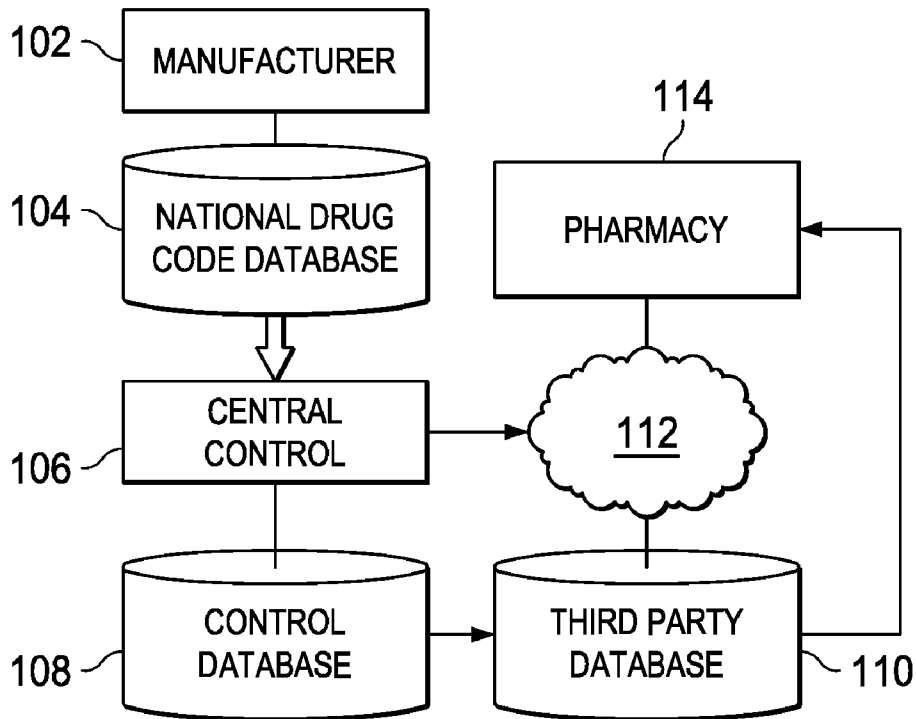 102
MANUFACTURER
114
104
NATIONAL DRUG
CODE DATABASE
PHARMACY
106
CENTRAL
CONTROL
112
108
CONTROL
DATABASE
THIRD PARTY
DATABASE
110